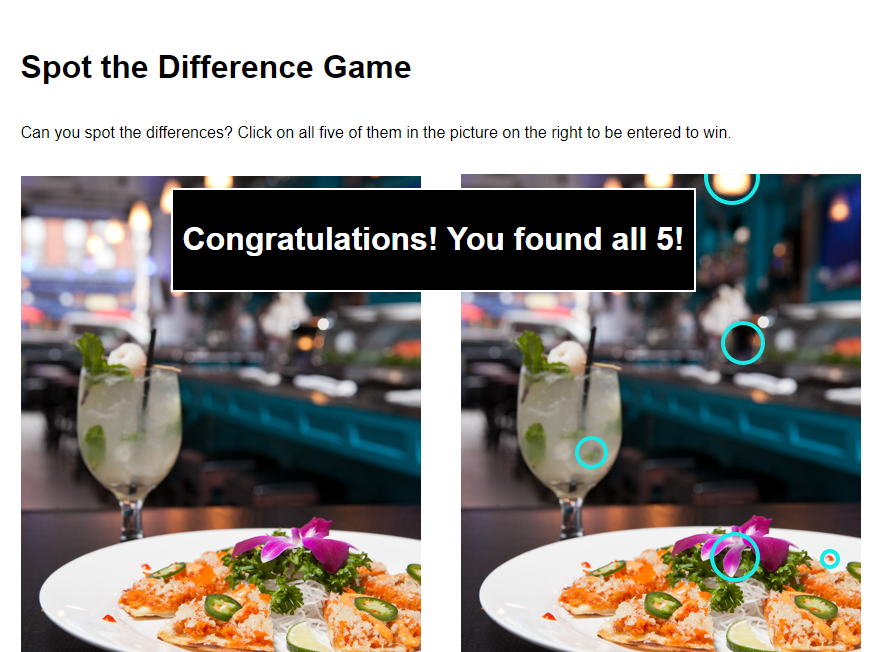 Spot the Difference Game
Can you spot the differences? Click on all five of them in the picture on the right to be entered to win.
Congratulations! You found all 5!